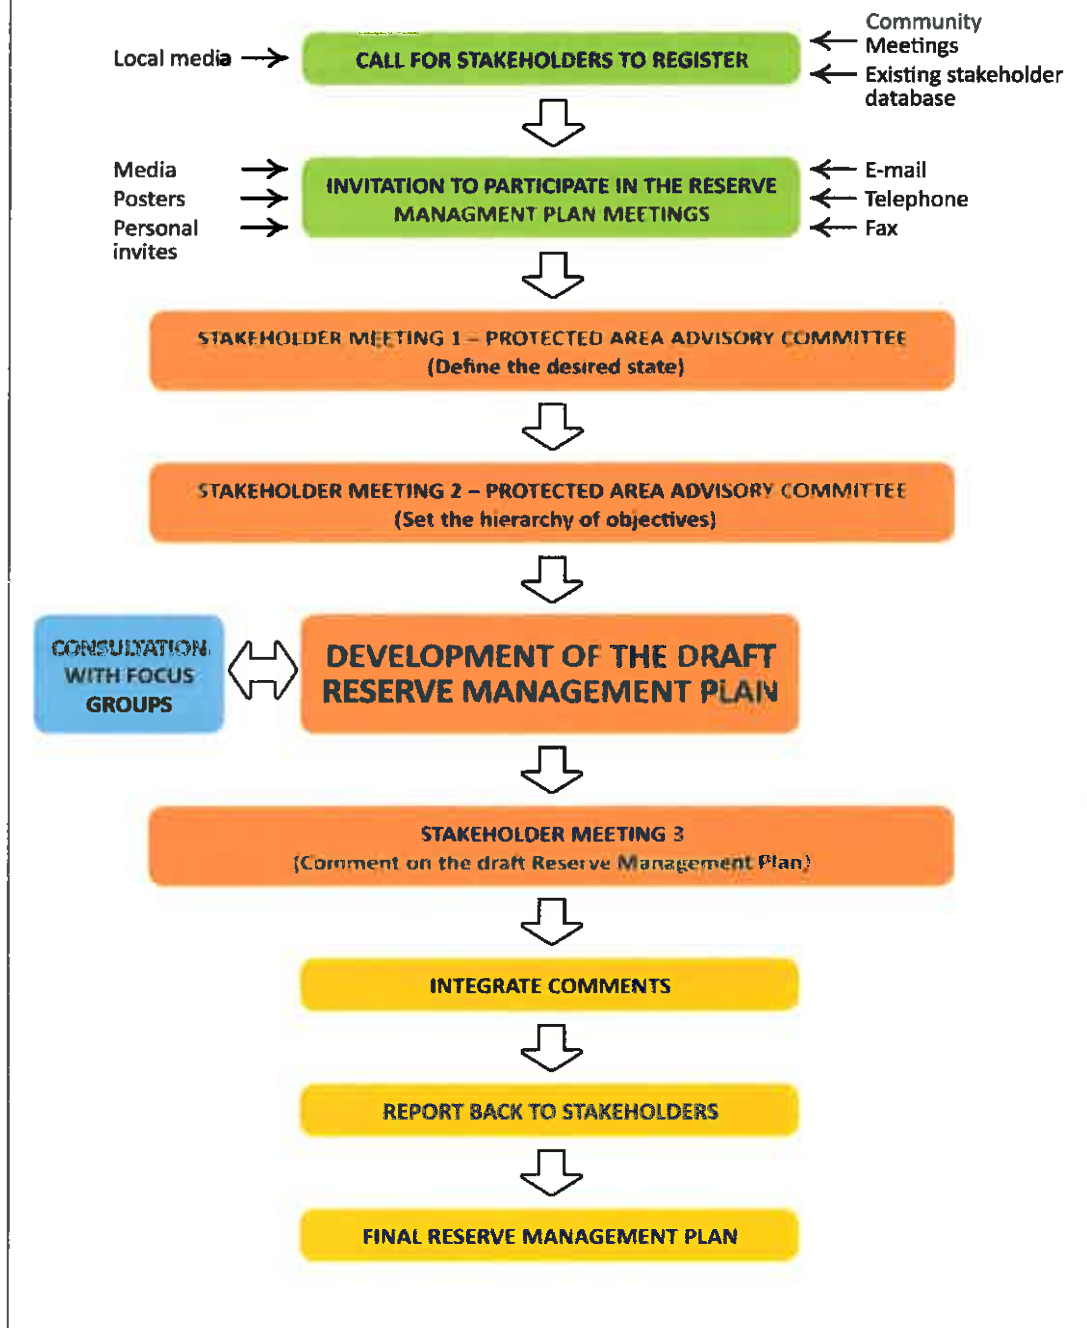 Local media
CALL FOR STAKEHOLDERS TO REGISTER
Community
Meetings
Existing stakeholder
database
Media
Posters
Personal
invites
INVITATION TO PARTICIPATE IN THE RESERVE
MANAGMENT PLAN MEETINGS
E-mail
Telephone
Fax
STAKEHOLDER MEETING 1 – PROTECTED AREA ADVISORY COMMITTEE
(Define the desired state)
STAKEHOLDER MEETING 2 – PROTECTED AREA ADVISORY COMMITTEE
(Set the hierarchy of objectives)
CONSULTATION
WITH FOCUS
GROUPS
DEVELOPMENT OF THE DRAFT
RESERVE MANAGEMENT PLAN
STAKEHOLDER MEETING 3
(Comment on the draft Reserve Management Plan)
INTEGRATE COMMENTS
REPORT BACK TO STAKEHOLDERS
FINAL RESERVE MANAGEMENT PLAN